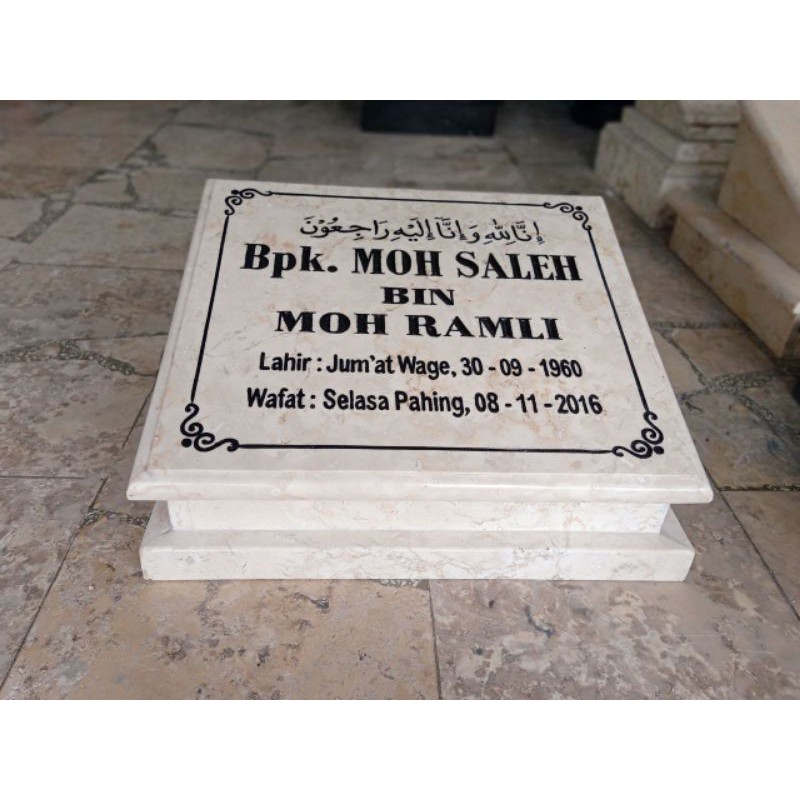 إِنَّا لِلّٰهِ وَإِنَّآ إِلَيْهِ رَاجِعُوْنَ
Bpk. MOH SALEH
BIN
MOH RAMLI
Lahir : Jum'at Wage, 30 - 09 - 1960
Wafat : Selasa Pahing, 08 - 11 - 2016